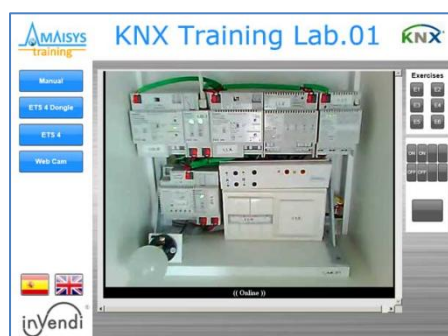 AMAISYS
training
KNX Training Lab.01
KNX
Manual
ETS 4 Dongle
ETS 4
Web Cam
Exercises
E1 E2
E3 E4
E5 E6
ON ON
OFF OFF
(( Online ))
inVendi